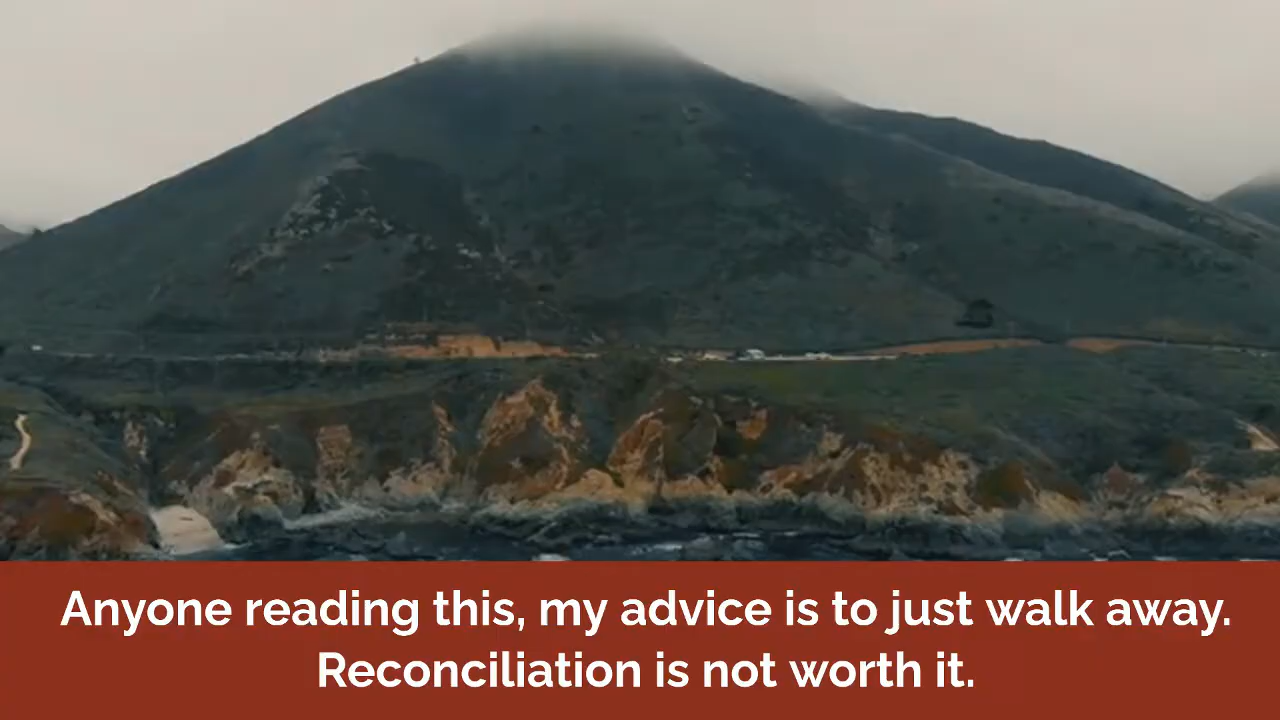 Anyone reading this, my advice is to just walk away.
Reconciliation is not worth it.